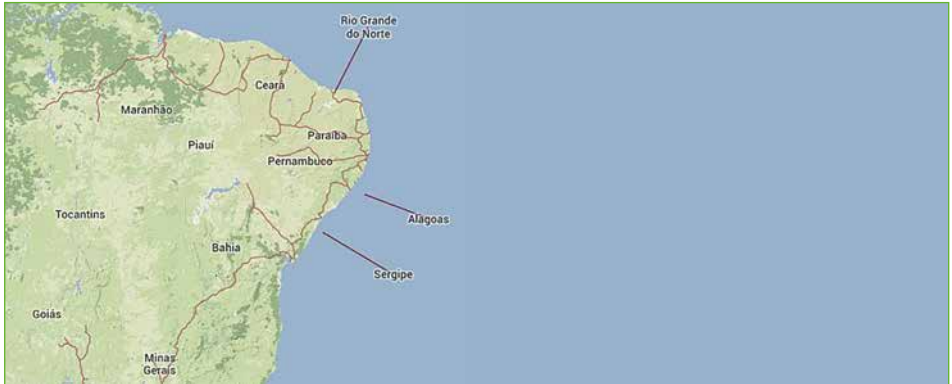 Rio Grande
do Norte
Ceará
Maranhão
Paraíba
Piauí
Pernambuco
Tocantins
Alagoas
Bahia
Sergipe
Goiás
Minas
Gerais